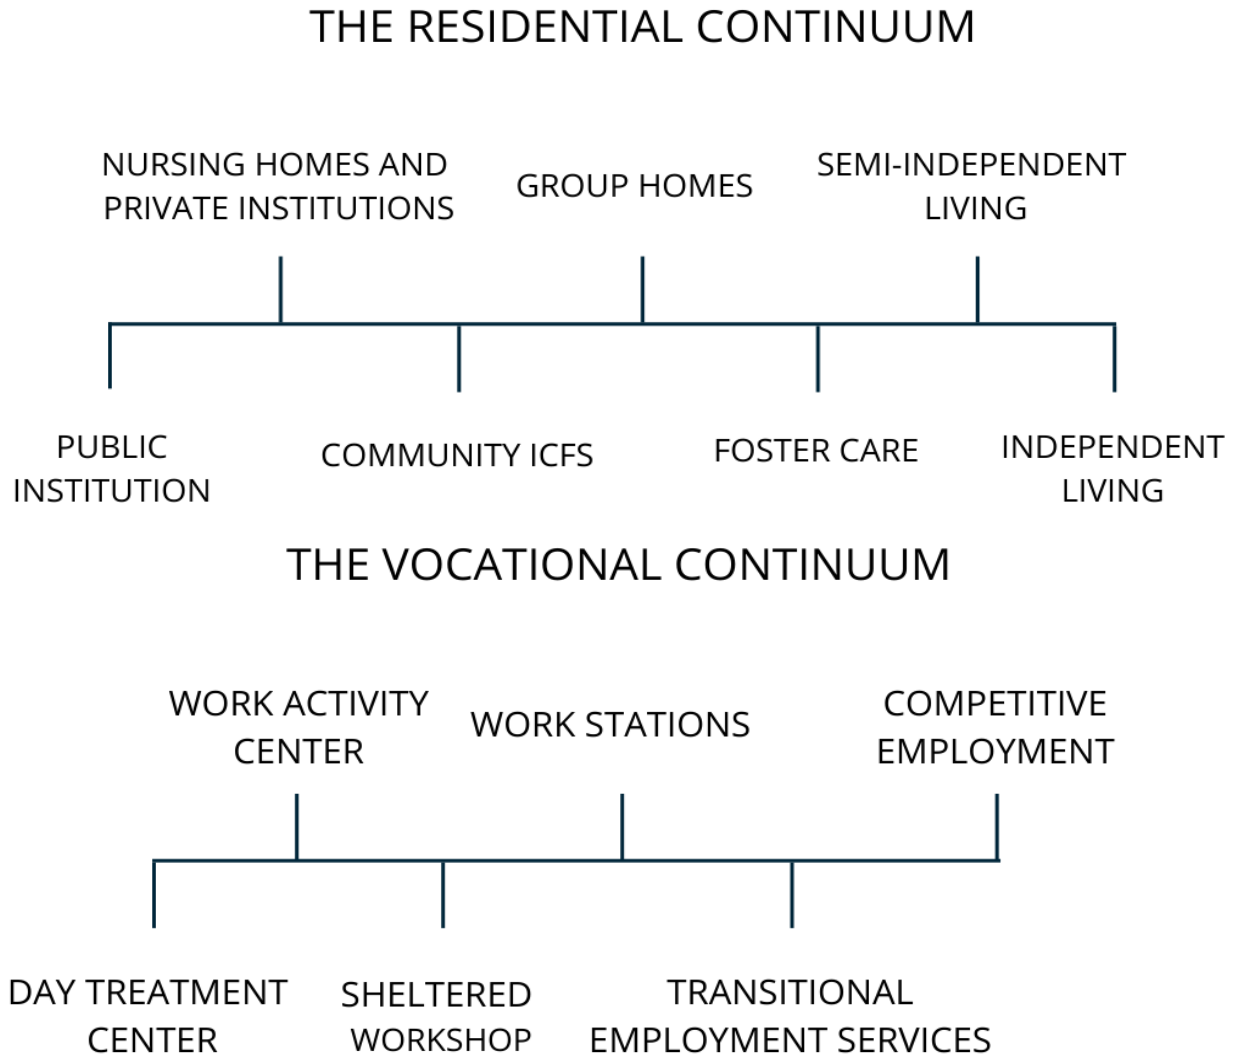 THE RESIDENTIAL CONTINUUM
NURSING HOMES AND
PRIVATE INSTITUTIONS
GROUP HOMES
SEMI-INDEPENDENT
LIVING
PUBLIC
INSTITUTION
COMMUNITY ICFS
FOSTER CARE
INDEPENDENT
LIVING
THE VOCATIONAL CONTINUUM
WORK ACTIVITY
CENTER
WORK STATIONS
COMPETITIVE
EMPLOYMENT
DAY TREATMENT
CENTER
SHELTERED
WORKSHOP
TRANSITIONAL
EMPLOYMENT SERVICES